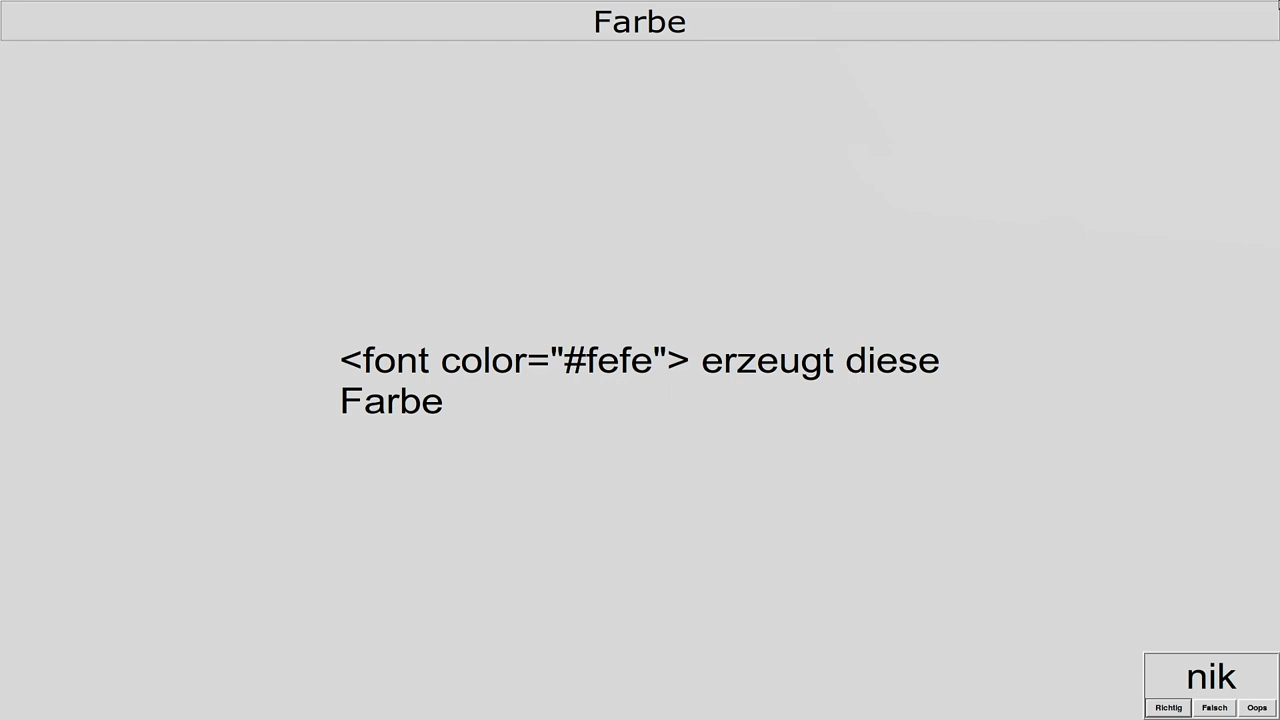 Farbe
<font color="#fefe"> erzeugt diese
Farbe
nik
Richtig Falsch Oops